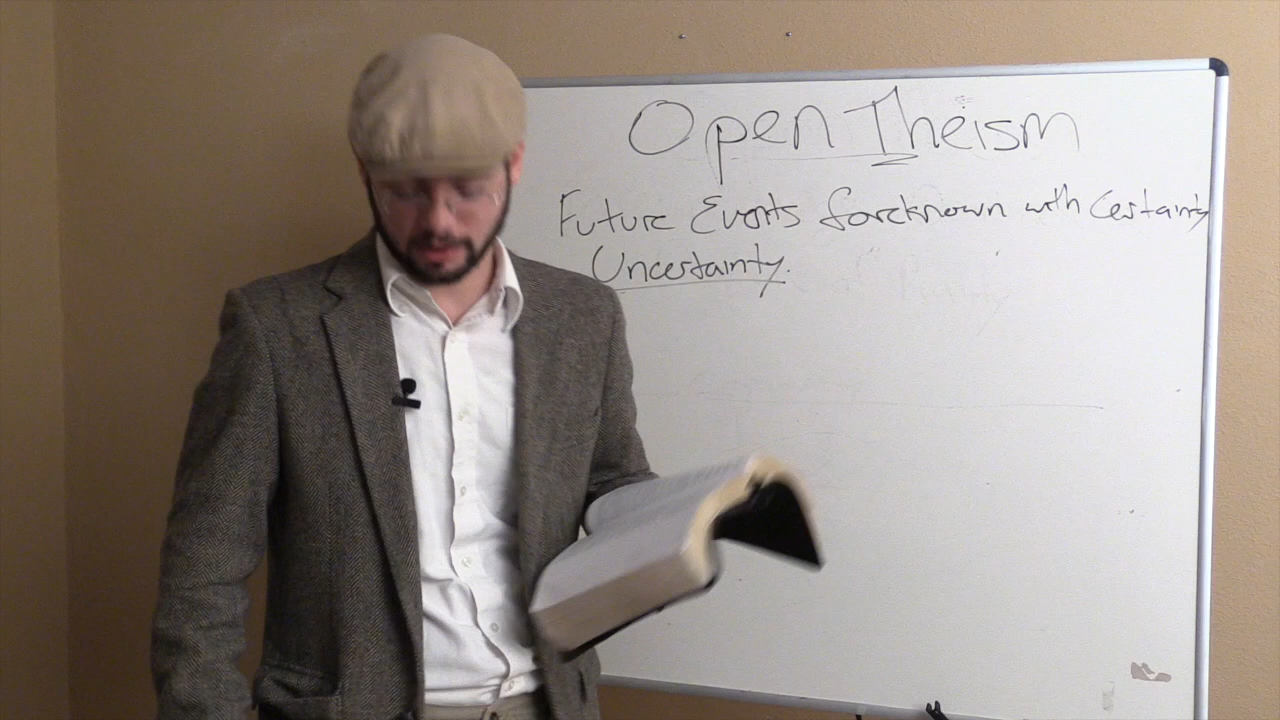 Open Theism
Future Events foreknown with Certainty
Uncertainty.